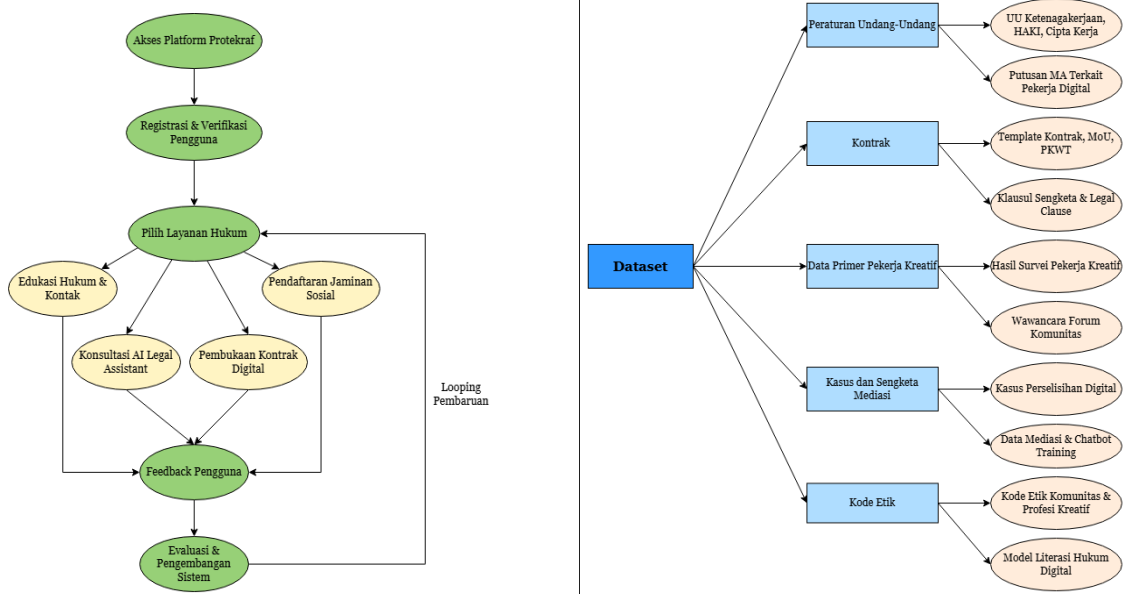 Akses Platform Protekraf
Registrasi & Verifikasi
Pengguna
Pilih Layanan Hukum
Edukasi Hukum &
Kontak
Pendaftaran Jaminan
Sosial
Konsultasi AI Legal
Assistant
Pembukaan Kontrak
Digital
Looping
Pembaruan
Feedback Pengguna
Evaluasi &
Pengembangan
Sistem
Dataset
Peraturan Undang-Undang
UU Ketenagakerjaan,
HAKI, Cipta Kerja
Putusan MA Terkait
Pekerja Digital
Kontrak
Template Kontrak, MoU,
PKWT
Klausul Sengketa & Legal
Clause
Data Primer Pekerja Kreatif
Hasil Survei Pekerja Kreatif
Wawancara Forum
Komunitas
Kasus dan Sengketa
Mediasi
Kasus Perselisihan Digital
Data Mediasi & Chatbot
Training
Kode Etik
Kode Etik Komunitas &
Profesi Kreatif
Model Literasi Hukum
Digital